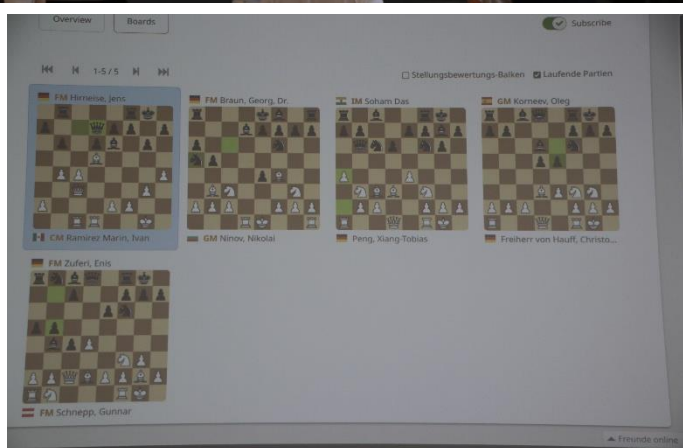 Overview Boards Subscribe
1-5 / 5 Stellungsbewertungs-Balken Laufende Partien
FM Hirneise, Jens
FM Braun, Georg, Dr.
IM Soham Das
GM Korneev, Oleg
CM Ramirez Marin, Ivan
GM Ninov, Nikolai
Peng, Xiang-Tobias
Freiherr von Hauff, Christo...
FM Zuferi, Enis
FM Schnepp, Gunnar
Freunde online